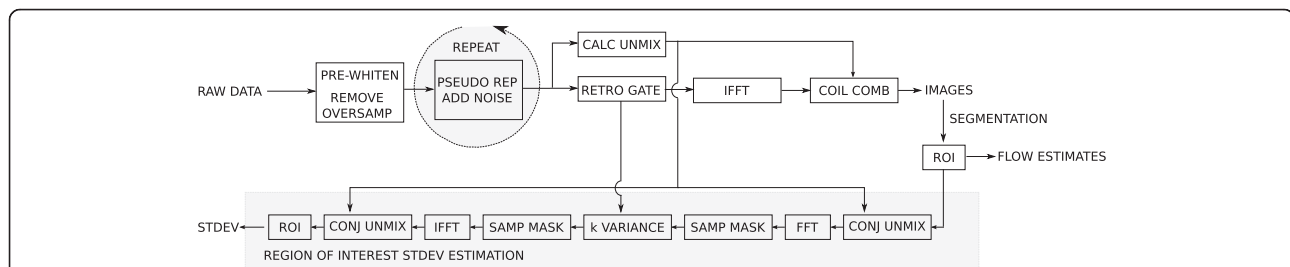 REPEAT
CALC UNMIX
RAW DATA
PRE-WHITEN
REMOVE
OVERSAMP
PSEUDO REP
ADD NOISE
RETRO GATE
IFFT
COIL COMB
IMAGES
SEGMENTATION
ROI
FLOW ESTIMATES
STDEV
ROI
CONJ UNMIX
IFFT
SAMP MASK
k VARIANCE
SAMP MASK
FFT
CONJ UNMIX
REGION OF INTEREST STDEV ESTIMATION